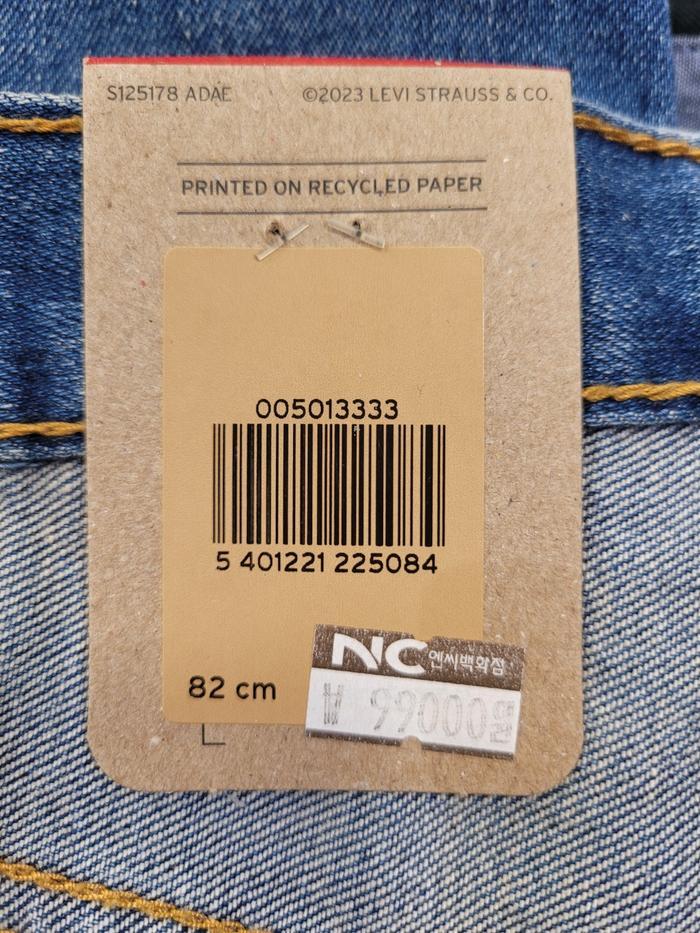 S125178 ADAE ©2023 LEVI STRAUSS & CO.
PRINTED ON RECYCLED PAPER
005013333
5 401221 225084
82 cm
NC 엔씨백화점
₩ 99000원